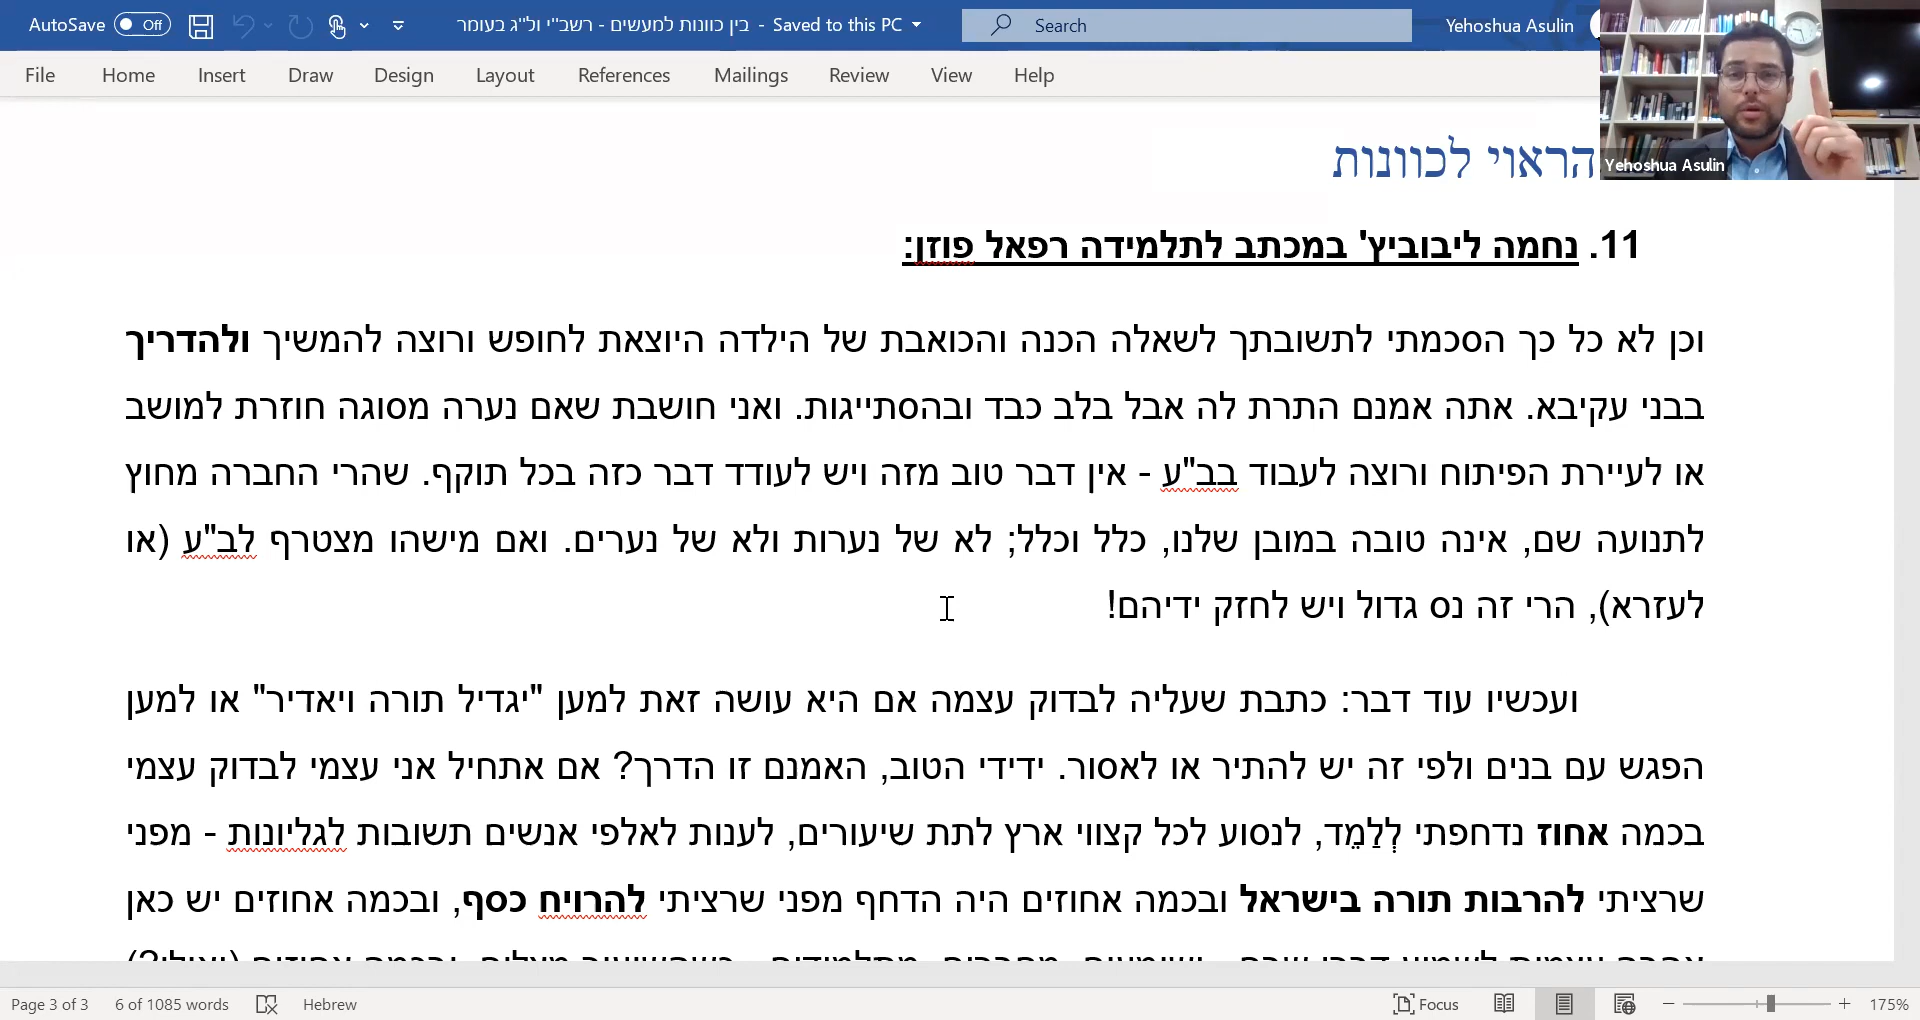 AutoSave Off
בין כוונות למעשים - רשב"י ול"ג בעומר - Saved to this PC
Search
Yehoshua Asulin
File Home Insert Draw Design Layout References Mailings Review View Help
Yehoshua Asulin
הראוי לכוונות
11. נחמה ליבוביץ' במכתב לתלמידה רפאל פוזן:
וכן לא כל כך הסכמתי לתשובתך לשאלה הכנה והכואבת של הילדה היוצאת לחופש ורוצה להמשיך ולהדריך
בבני עקיבא. אתה אמנם התרת לה אבל בלב כבד ובהסתייגות. ואני חושבת שאם נערה מסוגה חוזרת למושב
או לעיירת הפיתוח ורוצה לעבוד בב"ע - אין דבר טוב מזה ויש לעודד דבר כזה בכל תוקף. שהרי החברה מחוץ
לתנועה שם, אינה טובה במובן שלנו, כלל וכלל; לא של נערות ולא של נערים. ואם מישהו מצטרף לב"ע (או
לעזרא), הרי זה נס גדול ויש לחזק ידיהם!
ועכשיו עוד דבר: כתבת שעליה לבדוק עצמה אם היא עושה זאת למען "יגדיל תורה ויאדיר" או למען
הפגש עם בנים ולפי זה יש להתיר או לאסור. ידידי הטוב, האמנם זו הדרך? אם אתחיל אני עצמי לבדוק עצמי
בכמה אחוז נדחפתי לְלַמֵד, לנסוע לכל קצווי ארץ לתת שיעורים, לענות לאלפי אנשים תשובות לגליונות - מפני
שרציתי להרבות תורה בישראל ובכמה אחוזים היה הדחף מפני שרציתי להרויח כסף, ובכמה אחוזים יש כאן
Page 3 of 3 6 of 1085 words Hebrew Focus 175%